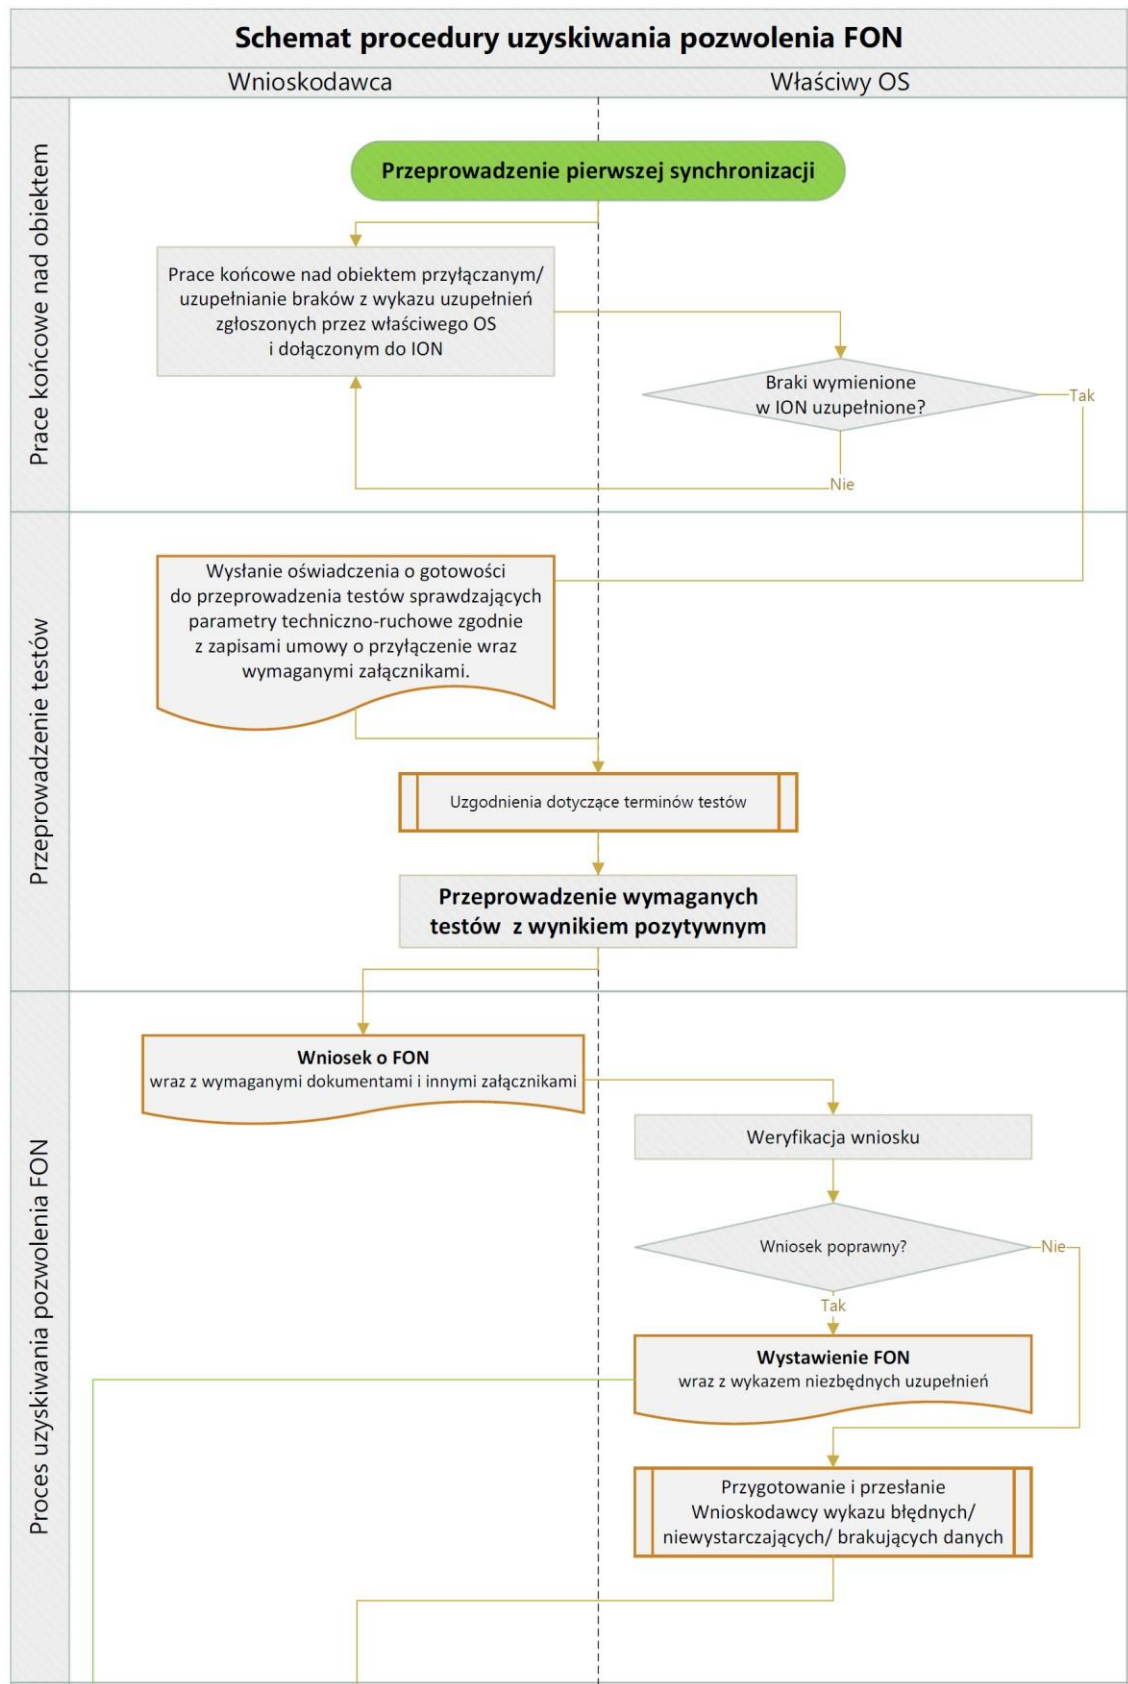 Schemat procedury uzyskiwania pozwolenia FON
Wnioskodawca
Właściwy OS
Prace końcowe nad obiektem
Przeprowadzenie pierwszej synchronizacji
Prace końcowe nad obiektem przyłączanym/
uzupełnianie braków z wykazu uzupełnień
zgłoszonych przez właściwego OS
i dołączonym do ION
Braki wymienione
w ION uzupełnione?
Tak
Nie
Przeprowadzenie testów
Wysłanie oświadczenia o gotowości
do przeprowadzenia testów sprawdzających
parametry techniczno-ruchowe zgodnie
z zapisami umowy o przyłączenie wraz
wymaganymi załącznikami.
Uzgodnienia dotyczące terminów testów
Przeprowadzenie wymaganych
testów z wynikiem pozytywnym
Proces uzyskiwania pozwolenia FON
Wniosek o FON
wraz z wymaganymi dokumentami i innymi załącznikami
Weryfikacja wniosku
Wniosek poprawny?
Nie
Tak
Wystawienie FON
wraz z wykazem niezbędnych uzupełnień
Przygotowanie i przesłanie
Wnioskodawcy wykazu błędnych/
niewystarczających/ brakujących danych